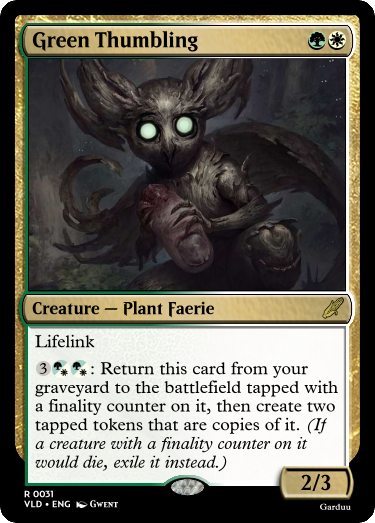 Green Thumbling
Creature — Plant Faerie
Lifelink
3: Return this card from your
graveyard to the battlefield tapped with
a finality counter on it, then create two
tapped tokens that are copies of it. (If
a creature with a finality counter on it
would die, exile it instead.)
2/3
R 0031
VLD • ENG Gwent
Garduu